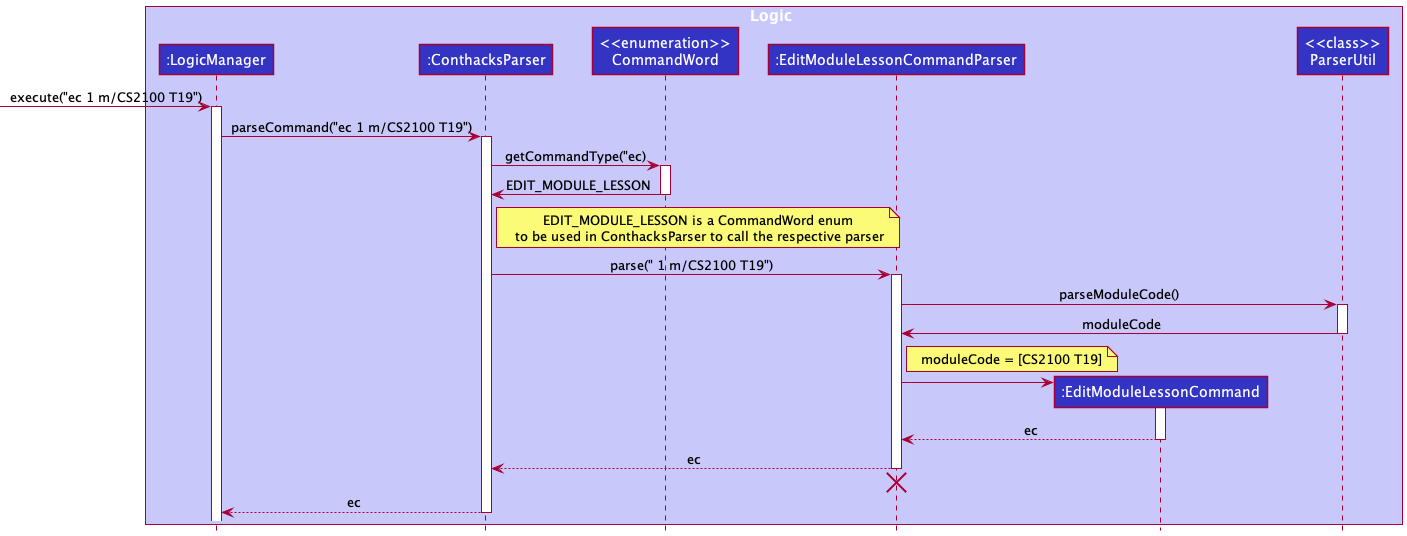 Logic
:LogicManager
:ConthacksParser
<<enumeration>>
CommandWord
:EditModuleLessonCommandParser
<<class>>
ParserUtil
execute("ec 1 m/CS2100 T19")
parseCommand("ec 1 m/CS2100 T19")
getCommandType("ec)
EDIT_MODULE_LESSON
EDIT_MODULE_LESSON is a CommandWord enum
to be used in ConthacksParser to call the respective parser
parse(" 1 m/CS2100 T19")
parseModuleCode()
moduleCode
moduleCode = [CS2100 T19]
:EditModuleLessonCommand
ec
ec
ec